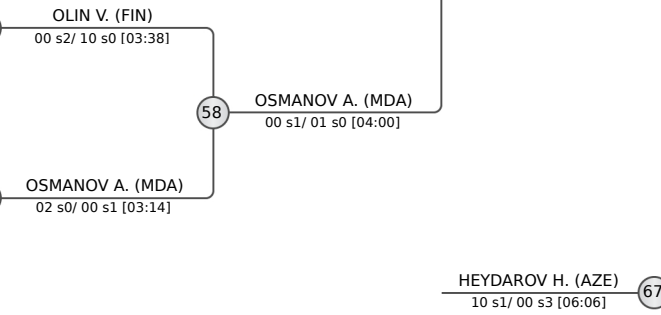 OLIN V. (FIN)
00 s2/ 10 s0 [03:38]
58
OSMANOV A. (MDA)
00 s1/ 01 s0 [04:00]
OSMANOV A. (MDA)
02 s0/ 00 s1 [03:14]
HEYDAROV H. (AZE)
10 s1/ 00 s3 [06:06]
67